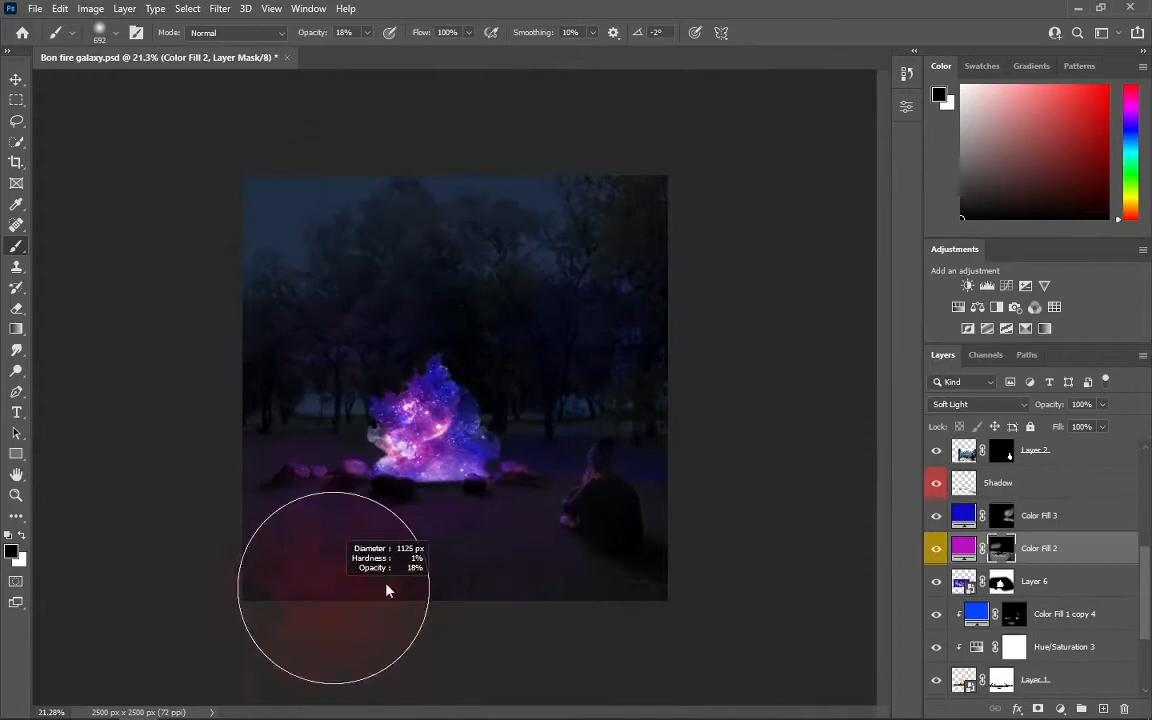 Ps File Edit Image Layer Type Select Filter 3D View Window Help
692 Mode: Normal Opacity: 18% Flow: 100% Smoothing: 10% -2°
Bon fire galaxy.psd @ 21.3% (Color Fill 2, Layer Mask/8) * ×
Color Swatches Gradients Patterns
Adjustments
Add an adjustment
Layers Channels Paths
Kind
Soft Light Opacity: 100%
Lock: Fill: 100%
Layer 2
Shadow
Color Fill 3
Color Fill 2
Layer 6
Color Fill 1 copy 4
Hue/Saturation 3
Layer 1
Diameter : 1125 px
Hardness : 1%
Opacity : 18%
21.28% 2500 px x 2500 px (72 ppi)